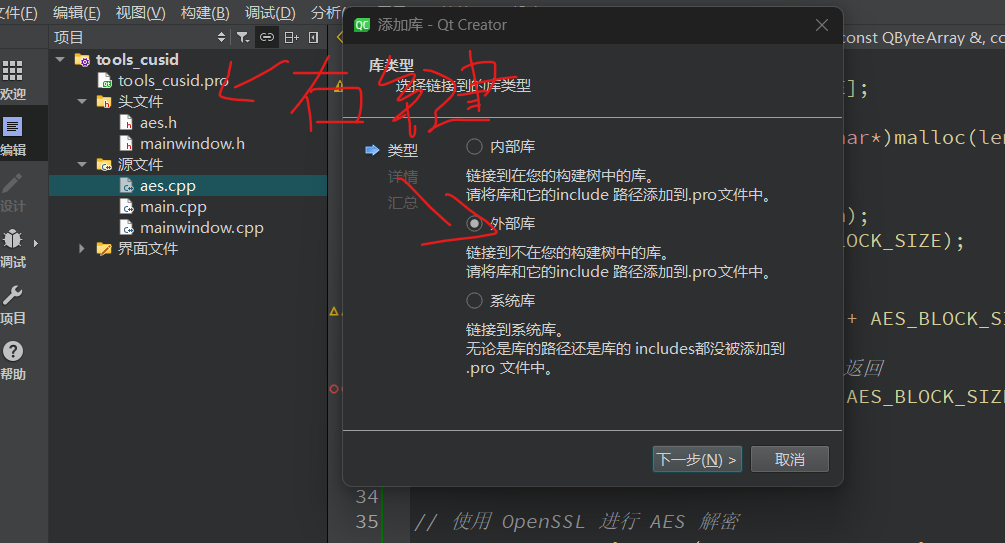 文件(F) 编辑(E) 视图(V) 构建(B) 调试(D) 分析
项目
添加库 - Qt Creator
const QByteArray &, co
tools_cusid
tools_cusid.pro
头文件
aes.h
mainwindow.h
源文件
aes.cpp
main.cpp
mainwindow.cpp
界面文件
欢迎
编辑
设计
调试
项目
帮助
右键
库类型
选择链接到的库类型
类型
详情
汇总
内部库
链接到在您的构建树中的库。
请将库和它的include 路径添加到.pro文件中。
外部库
链接到不在您的构建树中的库。
请将库和它的include 路径添加到.pro文件中。
系统库
链接到系统库。
无论是库的路径还是库的 includes都没被添加到
.pro 文件中。
下一步(N) >
取消
];
har*)malloc(len
);
OCK_SIZE);
+ AES_BLOCK_SI
返回
AES_BLOCK_SIZE
34
35 // 使用 OpenSSL 进行 AES 解密